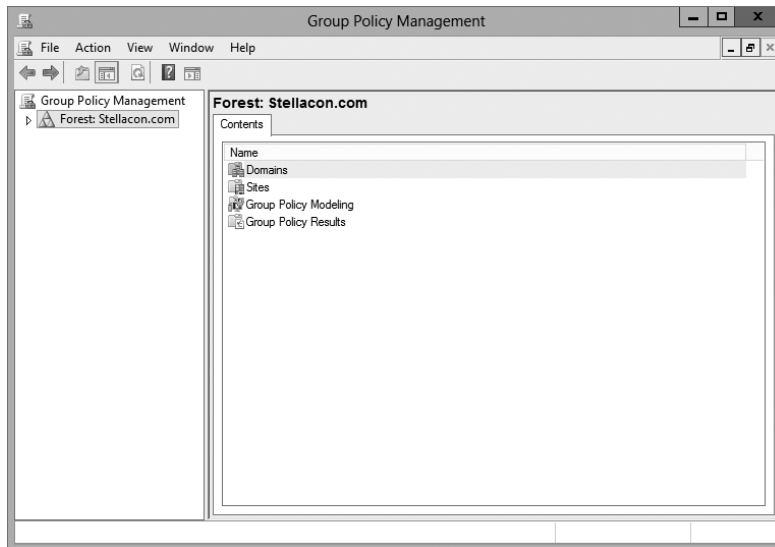 Group Policy Management
File Action View Window Help
Group Policy Management
Forest: Stellacon.com
Forest: Stellacon.com
Contents
Name
Domains
Sites
Group Policy Modeling
Group Policy Results